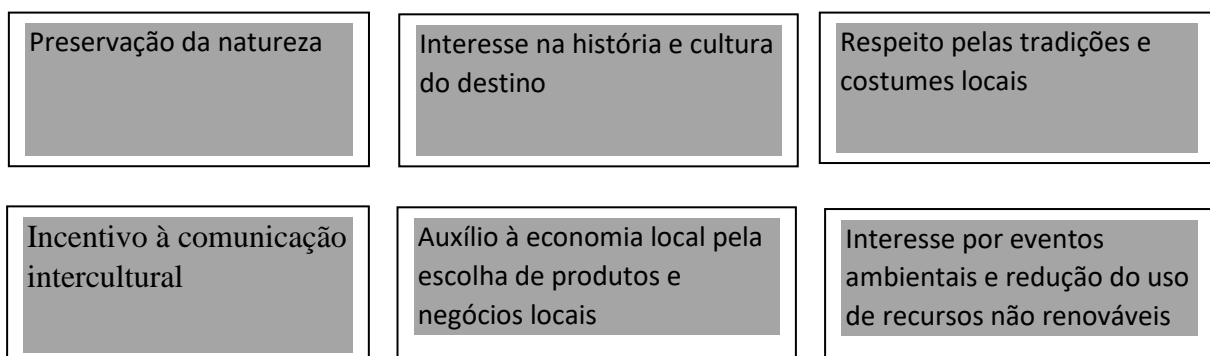 Preservação da natureza
Interesse na história e cultura
do destino
Respeito pelas tradições e
costumes locais
Incentivo à comunicação
intercultural
Auxílio à economia local pela
escolha de produtos e
negócios locais
Interesse por eventos
ambientais e redução do uso
de recursos não renováveis